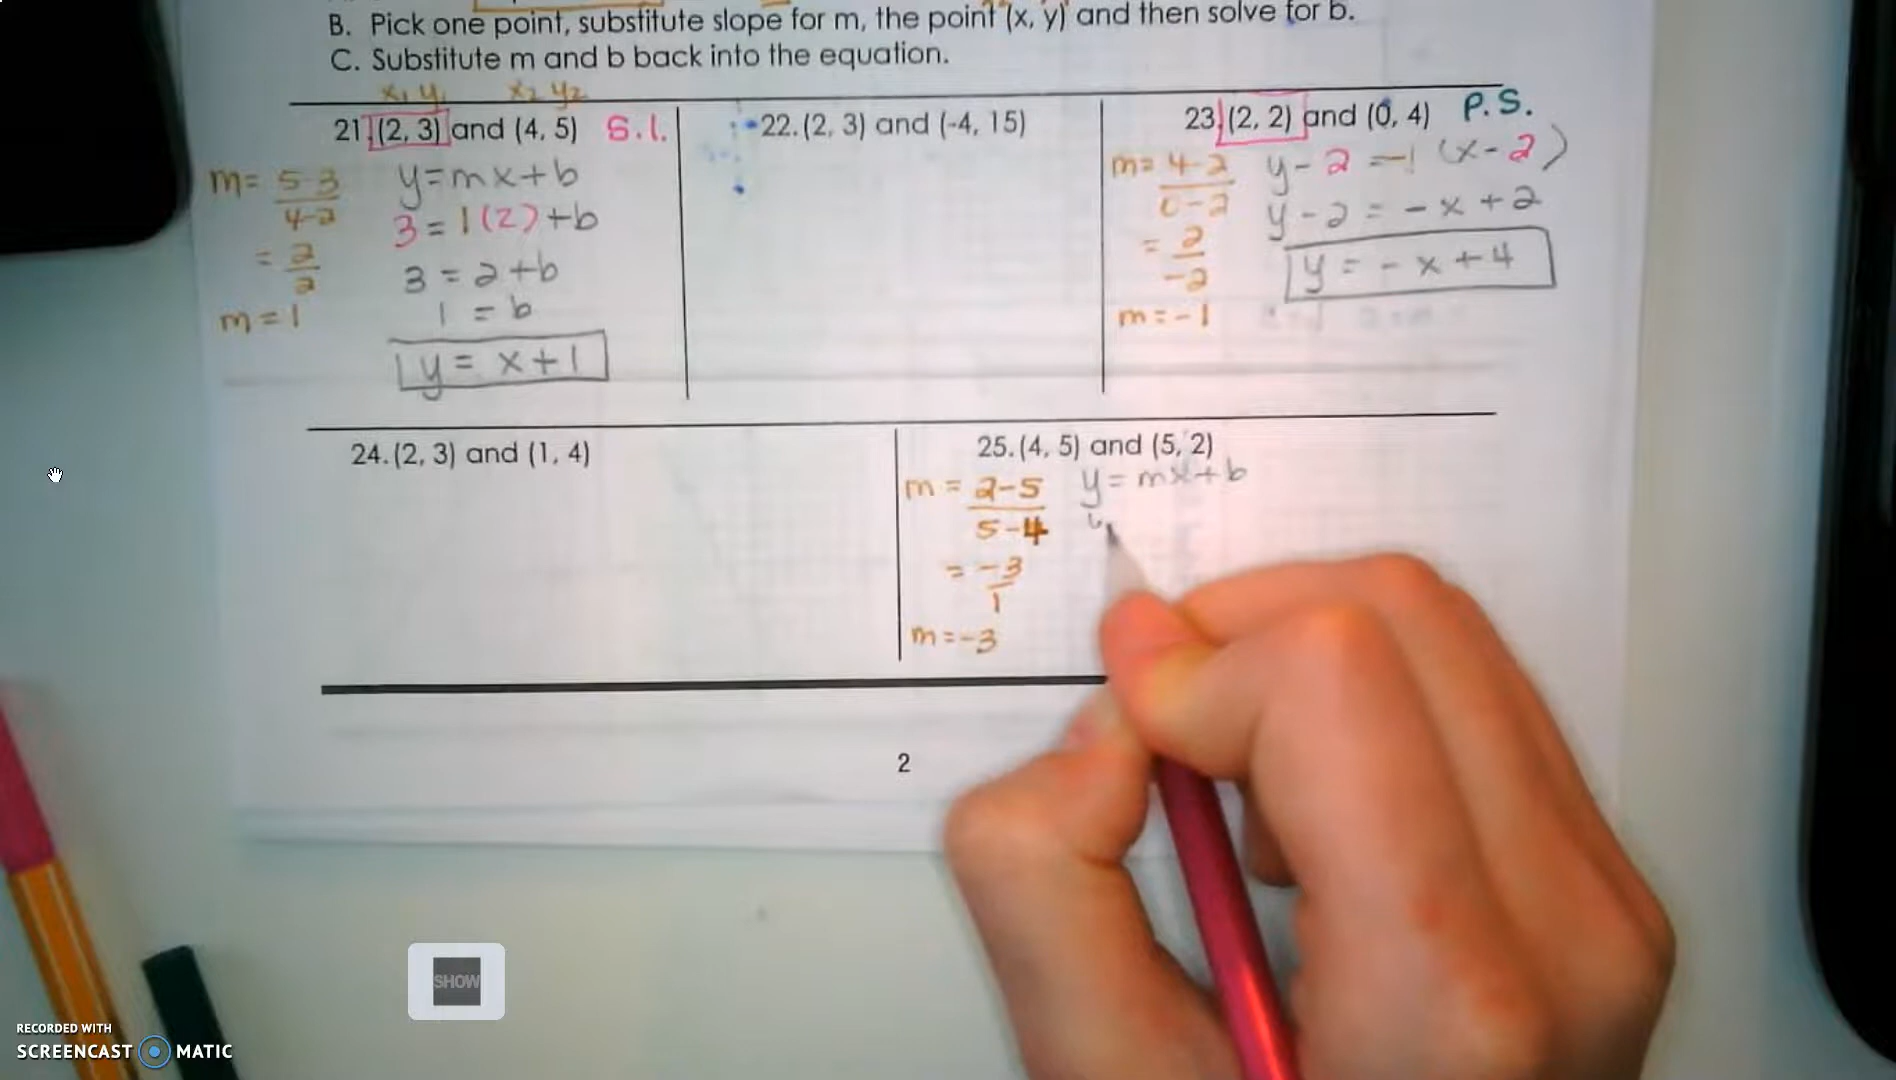 B. Pick one point, substitute slope for m, the point (x, y) and then solve for b.
C. Substitute m and b back into the equation.
x₁ y₁ x₂ y₂
21. (2, 3) and (4, 5) S.I.
m= 5-3
4-2
= 2
2
m=1
y=mx+b
3 = 1(2)+b
3 = 2+b
1 = b
y = x+1
22. (2, 3) and (-4, 15)
23. (2, 2) and (0, 4) P.S.
m= 4-2
0-2
= 2
-2
m=-1
y-2=-1 (x-2)
y-2 = -x+2
y = -x+4
24. (2, 3) and (1, 4)
25. (4, 5) and (5, 2)
m = 2-5
5-4
= -3
1
m=-3
y=mx+b
2
SHOW
RECORDED WITH
SCREENCAST MATIC